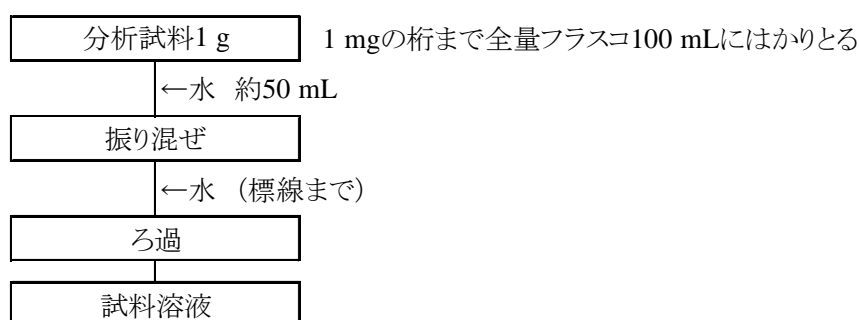 分析試料1 g　1 mgの桁まで全量フラスコ100 mLにはかりとる
←水 約50 mL
振り混ぜ
←水 (標線まで)
ろ過
試料溶液